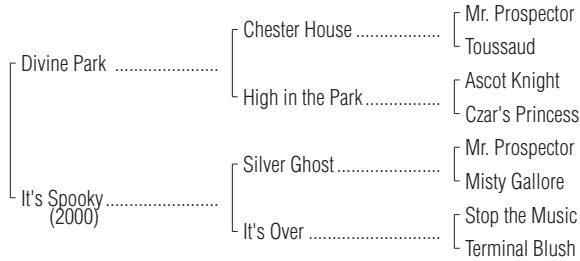 Mr. Prospector
Chester House ....................
Toussaud
Divine Park .........................
Ascot Knight
High in the Park ..................
Czar's Princess
Mr. Prospector
Silver Ghost .........................
Misty Gallore
It's Spooky ...........................
(2000)
Stop the Music
It's Over ...............................
Terminal Blush